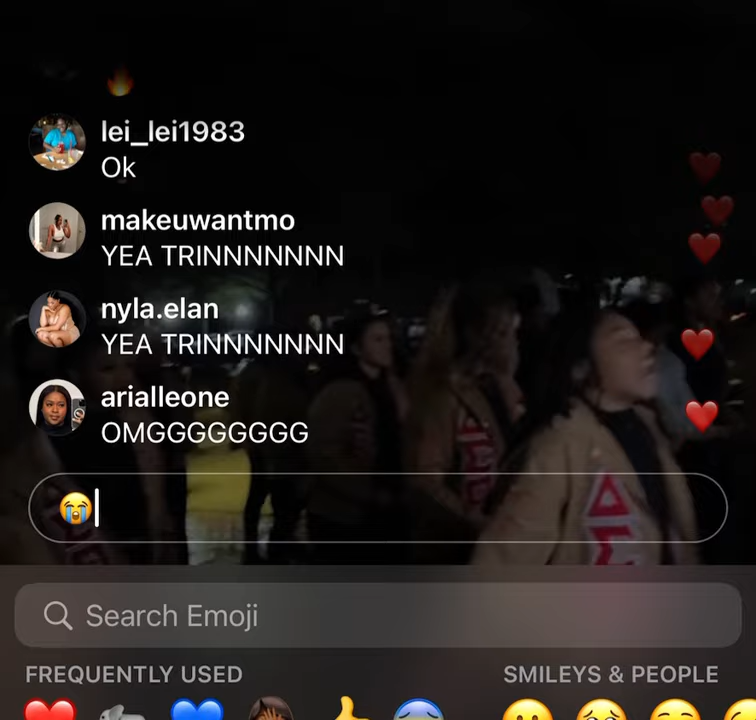 lei_lei1983
Ok
makeuwantmo
YEA TRINNNNNNN
nyla.elan
YEA TRINNNNNNN
arialleone
OMGGGGGGGG
😭
Search Emoji
FREQUENTLY USED
SMILEYS & PEOPLE